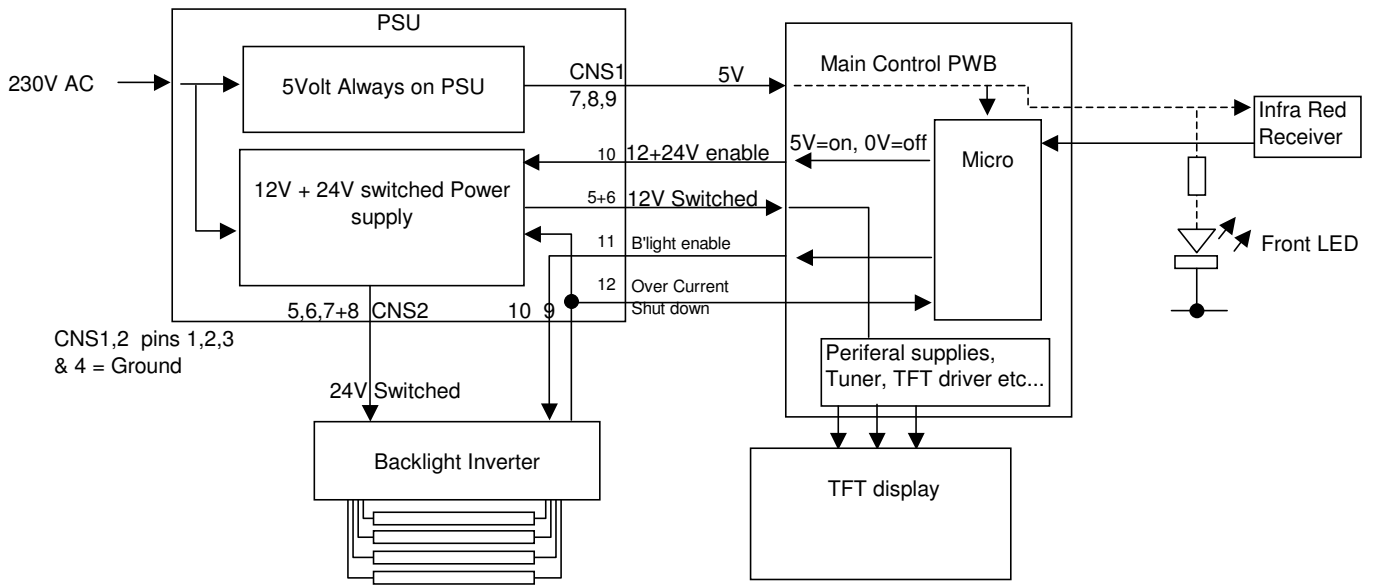 PSU
230V AC
5Volt Always on PSU
CNS1
7,8,9
5V
Main Control PWB
Infra Red
Receiver
10
12+24V enable
5V=on, 0V=off
Micro
12V + 24V switched Power
supply
5+6
12V Switched
11
B'light enable
Front LED
12
Over Current
Shut down
5,6,7+8
CNS2
10
9
CNS1,2 pins 1,2,3
& 4 = Ground
Periferal supplies,
Tuner, TFT driver etc...
24V Switched
Backlight Inverter
TFT display